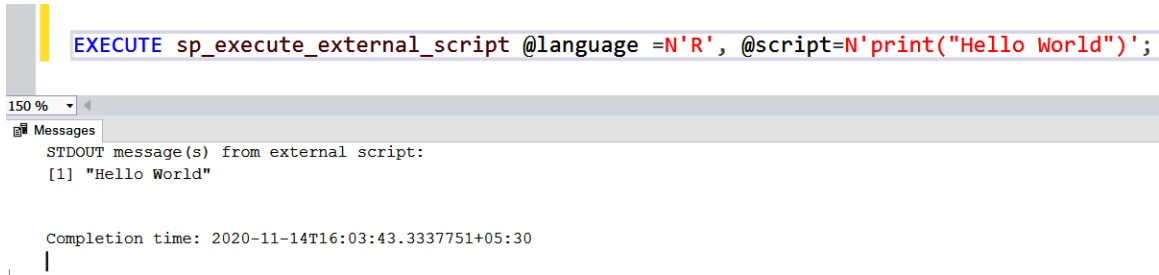 EXECUTE sp_execute_external_script @language =N'R', @script=N'print("Hello World")';
150 %
Messages
STDOUT message(s) from external script:
[1] "Hello World"
Completion time: 2020-11-14T16:03:43.3337751+05:30